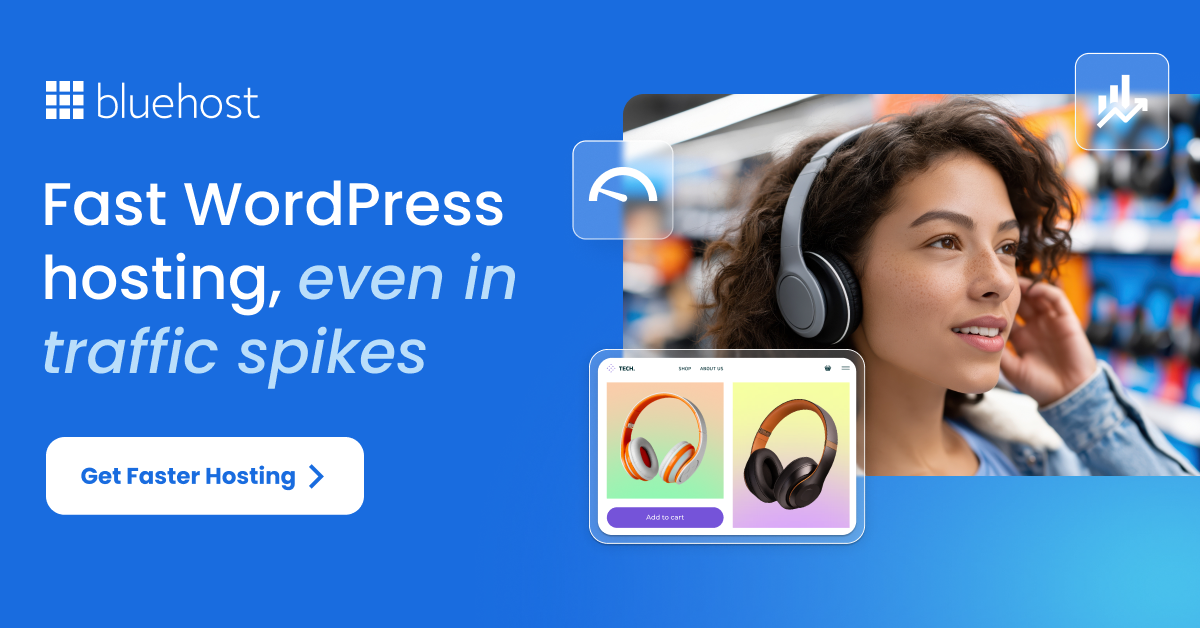 bluehost
Fast WordPress
hosting, even in
traffic spikes
Get Faster Hosting
TECH.
SHOP
ABOUT US
Add to cart